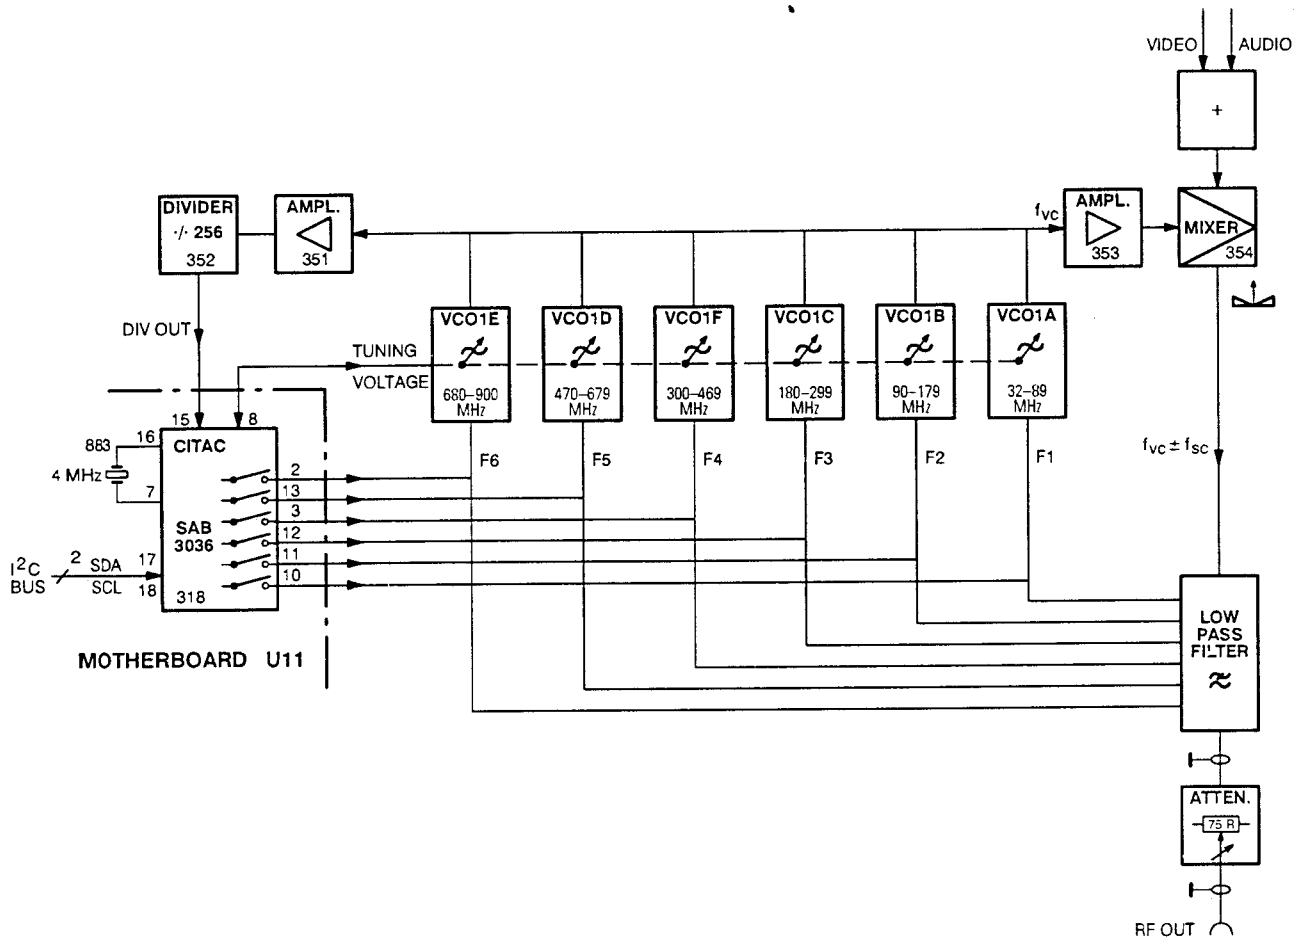 VIDEO
AUDIO
+
DIVIDER
·/· 256
352
AMPL.
351
f_VC
AMPL.
353
MIXER
354
DIV OUT
TUNING
VOLTAGE
VCO1E
680–900
MHz
VCO1D
470–679
MHz
VCO1F
300–469
MHz
VCO1C
180–299
MHz
VCO1B
90–179
MHz
VCO1A
32–89
MHz
15
8
16
883
4 MHz
7
CITAC
SAB
3036
318
2
13
3
12
11
10
F6
F5
F4
F3
F2
F1
f_VC ± f_SC
I²C
BUS
2
SDA
SCL
17
18
MOTHERBOARD U11
LOW
PASS
FILTER
ATTEN.
75 R
RF OUT